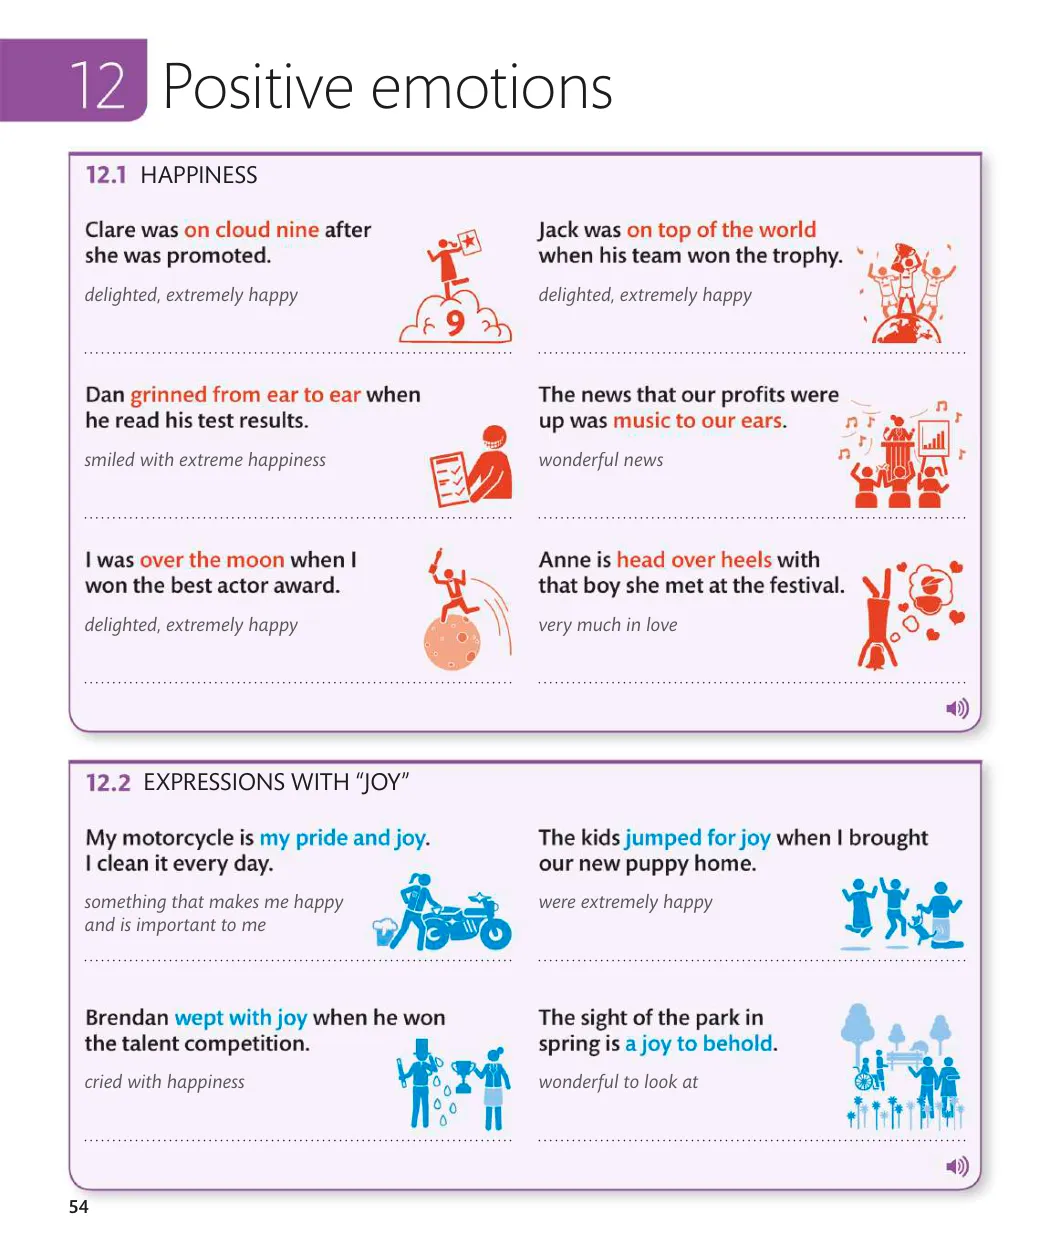 12 Positive emotions
12.1 HAPPINESS
Clare was on cloud nine after
she was promoted.
delighted, extremely happy
9
Jack was on top of the world
when his team won the trophy.
delighted, extremely happy
Dan grinned from ear to ear when
he read his test results.
smiled with extreme happiness
The news that our profits were
up was music to our ears.
wonderful news
I was over the moon when I
won the best actor award.
delighted, extremely happy
Anne is head over heels with
that boy she met at the festival.
very much in love
12.2 EXPRESSIONS WITH “JOY”
My motorcycle is my pride and joy.
I clean it every day.
something that makes me happy
and is important to me
The kids jumped for joy when I brought
our new puppy home.
were extremely happy
Brendan wept with joy when he won
the talent competition.
cried with happiness
The sight of the park in
spring is a joy to behold.
wonderful to look at
54